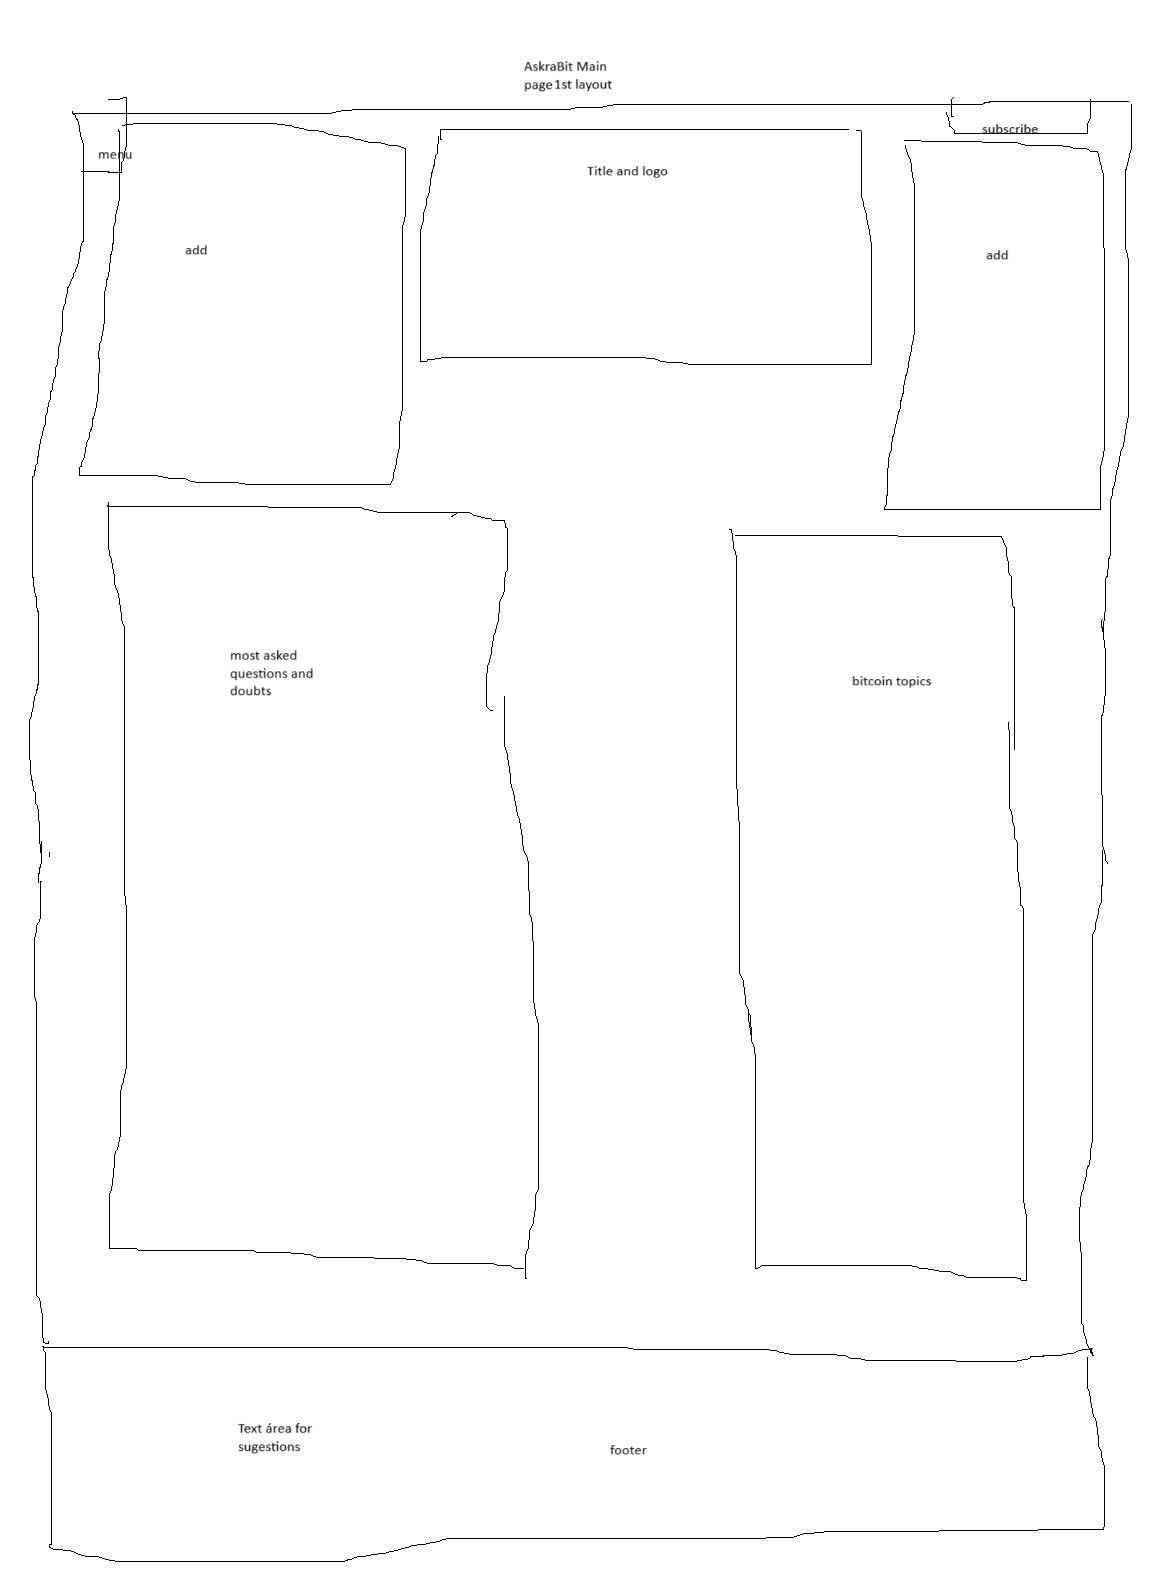 AskraBit Main
page1st layout
subscribe
menu
Title and logo
add
add
most asked
questions and
doubts
bitcoin topics
Text área for
sugestions
footer